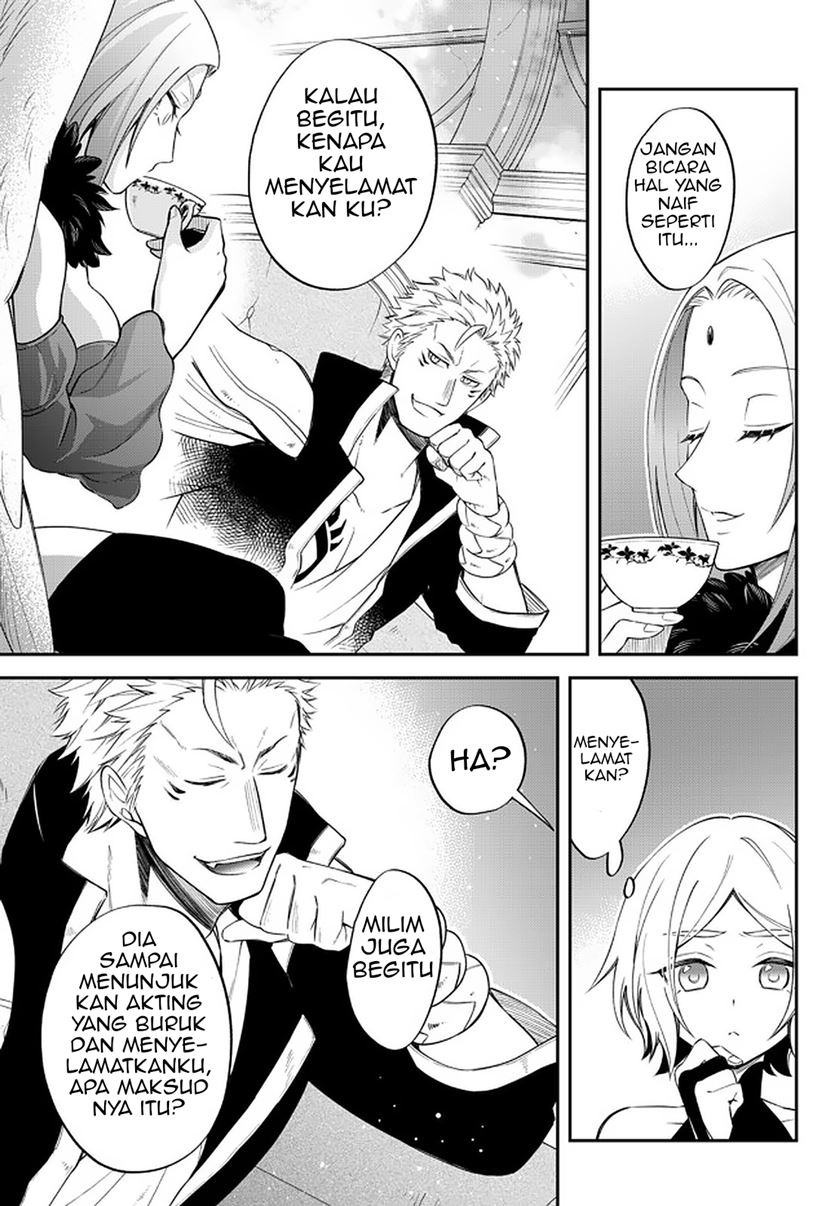 JANGAN
BICARA
HAL YANG
NAIF
SEPERTI
ITU...
KALAU
BEGITU,
KENAPA
KAU
MENYELAMAT
KAN KU?
MENYE-
LAMAT
KAN?
HA?
MILIM
JUGA
BEGITU
DIA
SAMPAI
MENUNJUK
KAN AKTING
YANG BURUK
DAN MENYE-
LAMATKANKU,
APA MAKSUD
NYA ITU?